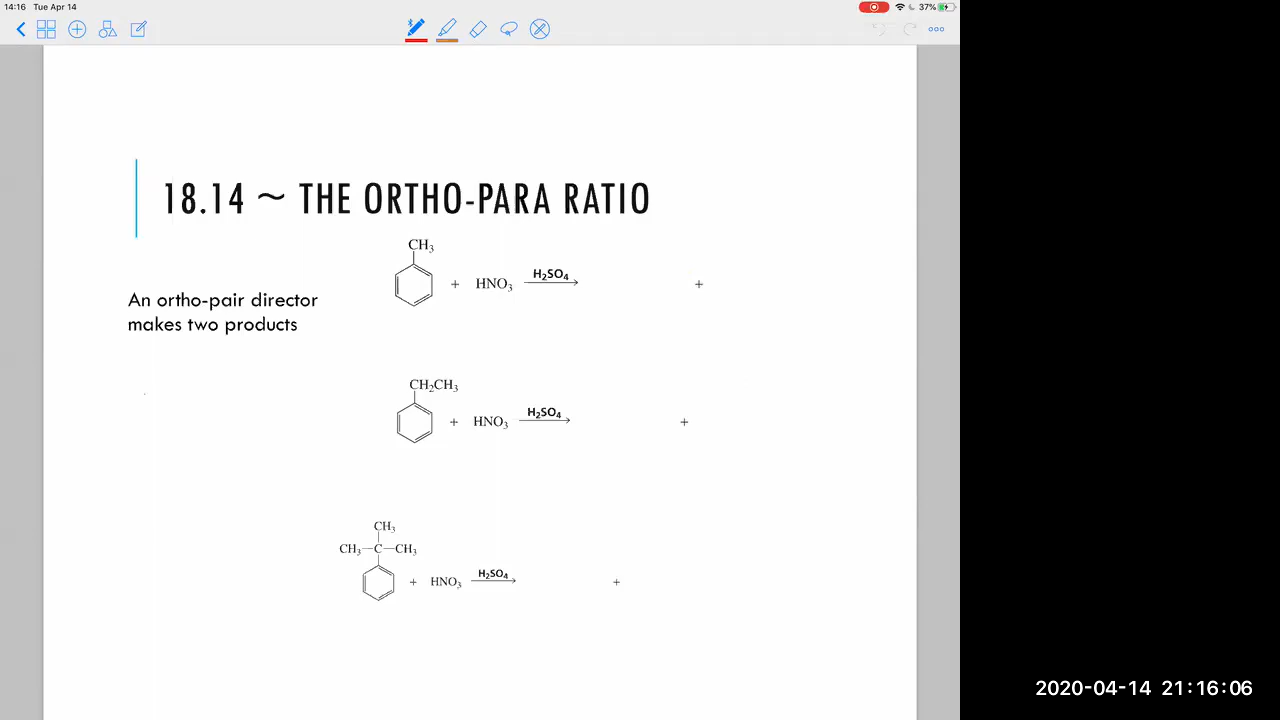 14:16 Tue Apr 14 37%
18.14 ~ THE ORTHO-PARA RATIO
CH₃
+ HNO₃ H₂SO₄ +
An ortho-pair director
makes two products
CH₂CH₃
+ HNO₃ H₂SO₄ +
CH₃
CH₃—C—CH₃
+ HNO₃ H₂SO₄ +
2020-04-14 21:16:06